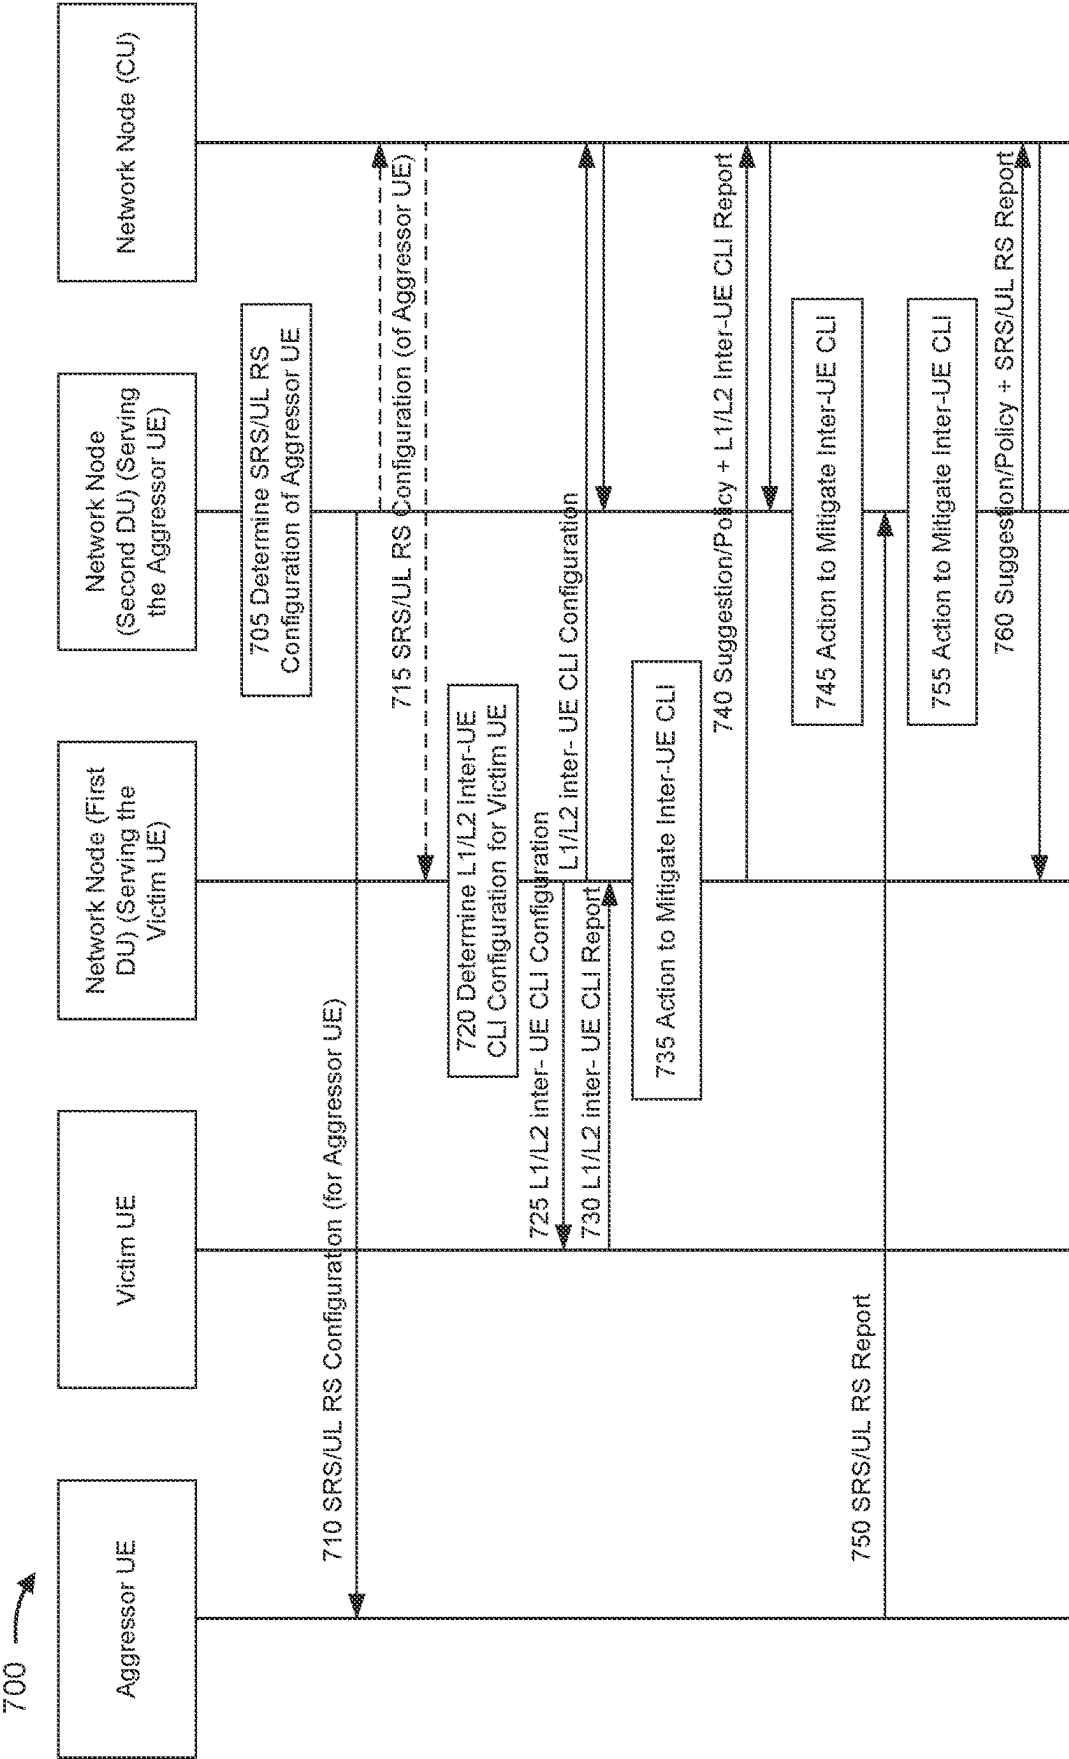 700
Aggressor UE
Victim UE
Network Node (First
DU) (Serving the
Victim UE)
Network Node
(Second DU) (Serving
the Aggressor UE)
Network Node (CU)
705 Determine SRS/UL RS
Configuration of Aggressor UE
710 SRS/UL RS Configuration (for Aggressor UE)
715 SRS/UL RS Configuration (of Aggressor UE)
720 Determine L1/L2 Inter-UE
CLI Configuration for Victim UE
725 L1/L2 inter- UE CLI Configuration
L1/L2 inter- UE CLI Configuration
730 L1/L2 inter- UE CLI Report
735 Action to Mitigate Inter-UE CLI
740 Suggestion/Policy + L1/L2 Inter-UE CLI Report
745 Action to Mitigate Inter-UE CLI
750 SRS/UL RS Report
755 Action to Mitigate Inter-UE CLI
760 Suggestion/Policy + SRS/UL RS Report